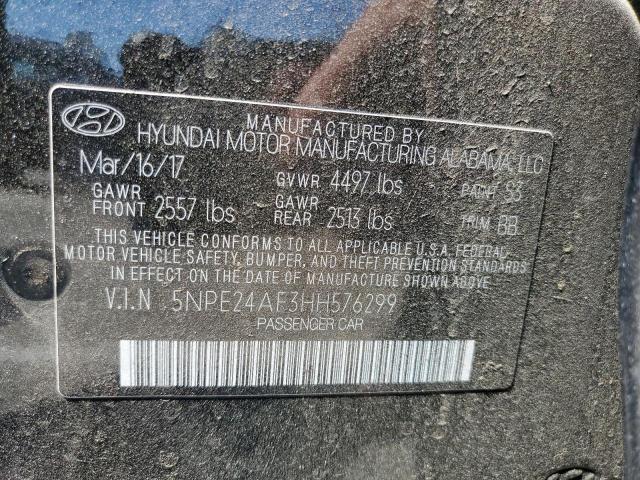 MANUFACTURED BY
HYUNDAI MOTOR MANUFACTURING ALABAMA, LLC
Mar/16/17 GVWR 4497 lbs PAINT S3
GAWR FRONT 2557 lbs GAWR REAR 2513 lbs TRIM BB
THIS VEHICLE CONFORMS TO ALL APPLICABLE U.S.A. FEDERAL
MOTOR VEHICLE SAFETY, BUMPER, AND THEFT PREVENTION STANDARDS
IN EFFECT ON THE DATE OF MANUFACTURE SHOWN ABOVE
V.I.N 5NPE24AF3HH576299
PASSENGER CAR